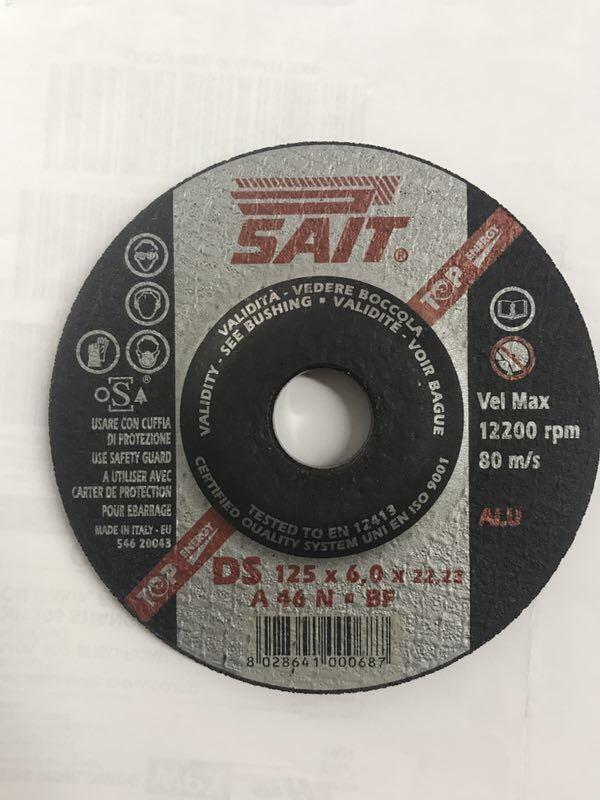 SAIT®
TOP ENERGY
VALIDITÀ - VEDERE BOCCOLA
VALIDITY - SEE BUSHING • VALIDITÉ - VOIR BAGUE
TESTED TO EN 12413
CERTIFIED QUALITY SYSTEM UNI EN ISO 9001
oSa®
USARE CON CUFFIA
DI PROTEZIONE
USE SAFETY GUARD
A UTILISER AVEC
CARTER DE PROTECTION
POUR EBARBAGE
MADE IN ITALY - EU
546 20043
Vel Max
12200 rpm
80 m/s
ALU
TOP ENERGY
DS 125 x 6,0 x 22,23
A 46 N • BF
8 028641 000687